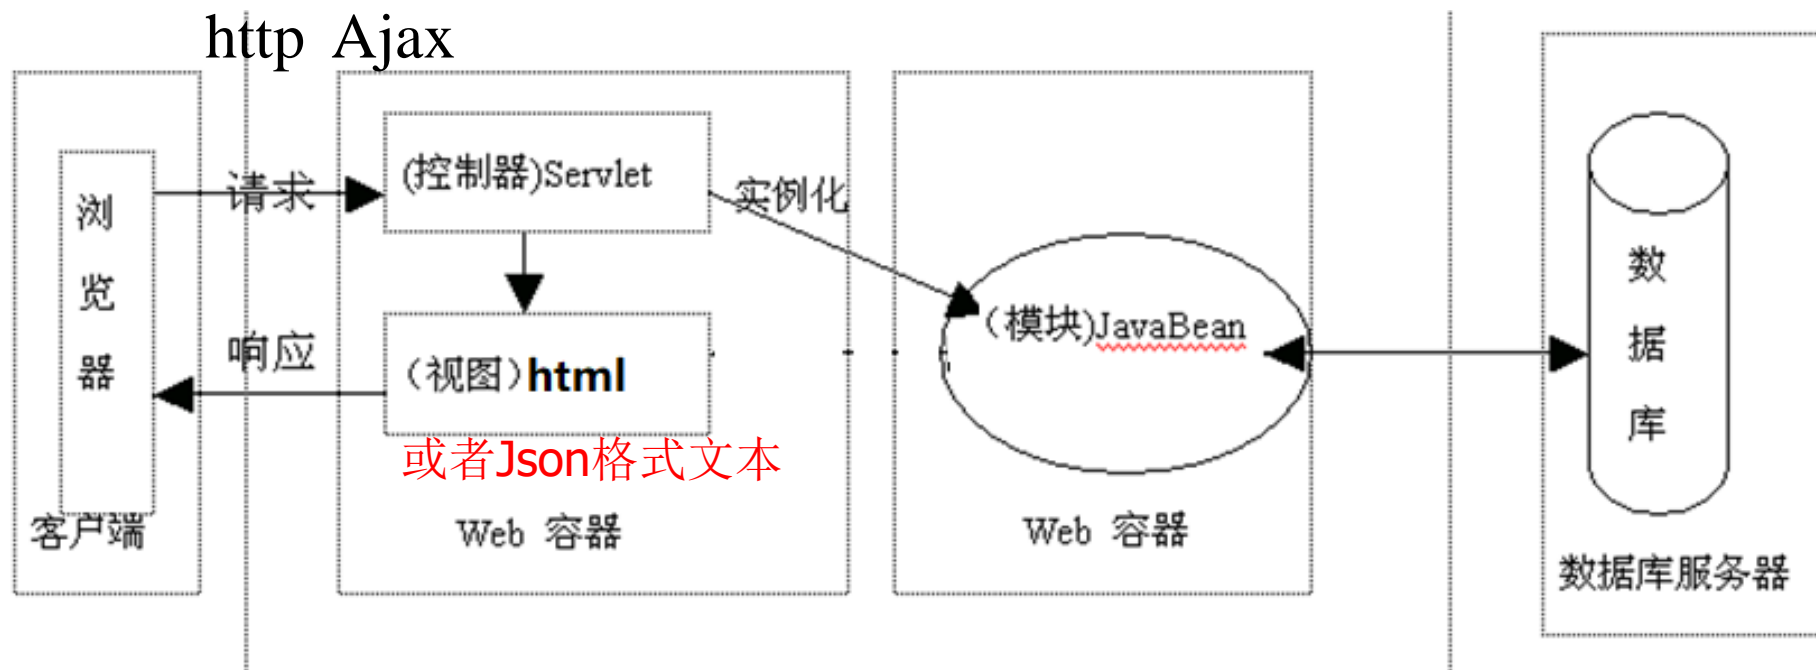 http Ajax
浏览器
客户端
请求
响应
(控制器)Servlet
（视图）html
或者Json格式文本
Web 容器
实例化
（模块)JavaBean
Web 容器
数据库
数据库服务器